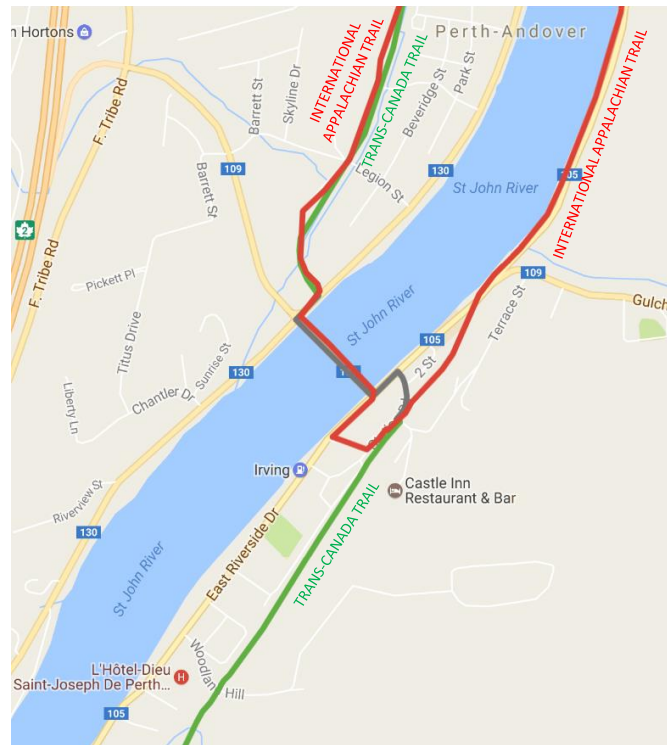 n Hortons
Perth-Andover
F. Tribe Rd
Barrett St
Skyline Dr
INTERNATIONAL
APPALACHIAN TRAIL
TRANS-CANADA TRAIL
Beveridge St
Park St
INTERNATIONAL APPALACHIAN TRAIL
109
Legion St
130
105
St John River
Barrett St
2
F. Tribe Rd
Pickett Pl
109
Gulch
St John River
Terrace St
Titus Drive
105
Sunrise St
130
2 St
Chantler Dr
Liberty Ln
Irving
Castle Inn
Restaurant & Bar
Riverview St
130
East Riverside Dr
TRANS-CANADA TRAIL
St John River
Woodlan
Hill
L'Hôtel-Dieu
Saint-Joseph De Perth...
H
105